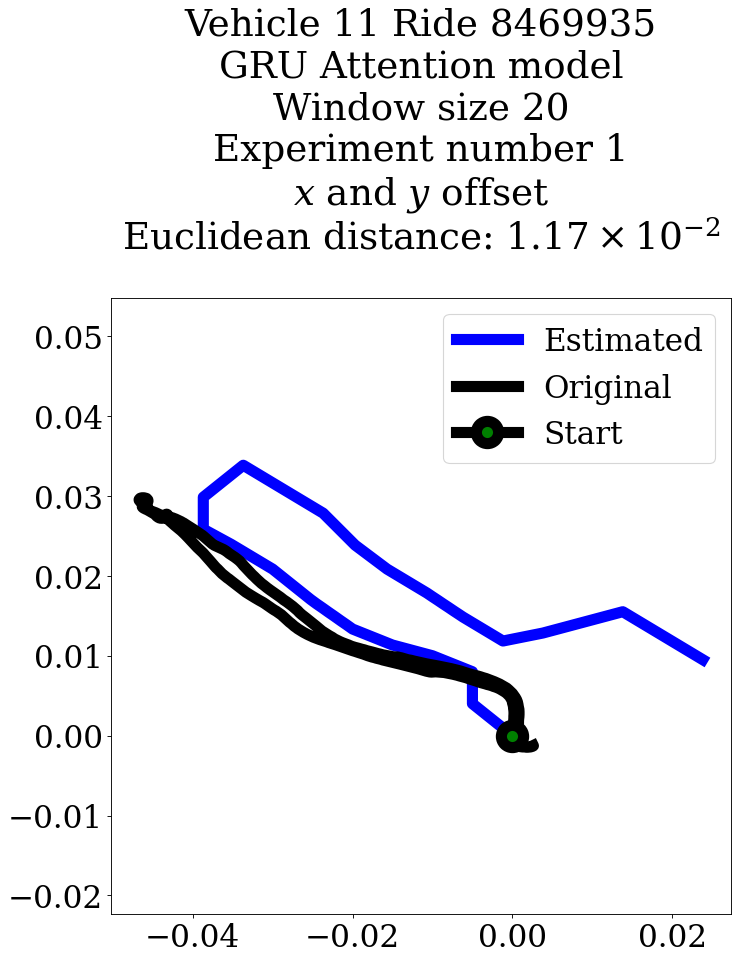 Vehicle 11 Ride 8469935
GRU Attention model
Window size 20
Experiment number 1
x and y offset
Euclidean distance: 1.17 × 10⁻²
Estimated
Original
Start
0.05
0.04
0.03
0.02
0.01
0.00
−0.01
−0.02
−0.04
−0.02
0.00
0.02